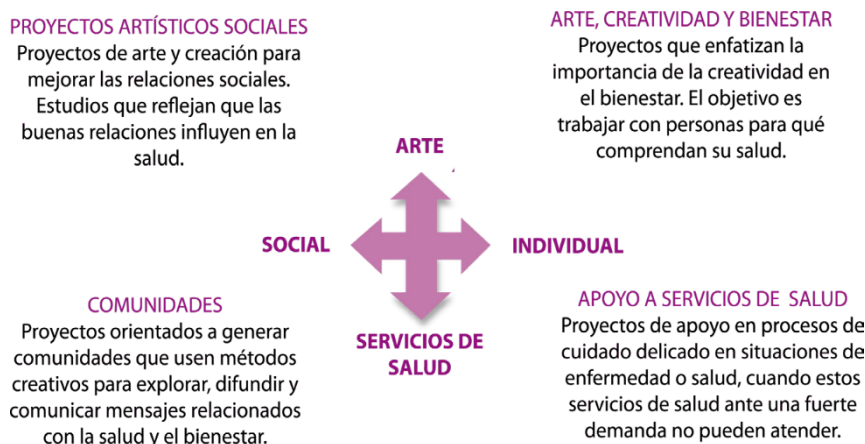 PROYECTOS ARTÍSTICOS SOCIALES
Proyectos de arte y creación para
mejorar las relaciones sociales.
Estudios que reflejan que las
buenas relaciones influyen en la
salud.
ARTE, CREATIVIDAD Y BIENESTAR
Proyectos que enfatizan la
importancia de la creatividad en
el bienestar. El objetivo es
trabajar con personas para qué
comprendan su salud.
ARTE
SOCIAL
INDIVIDUAL
SERVICIOS DE
SALUD
COMUNIDADES
Proyectos orientados a generar
comunidades que usen métodos
creativos para explorar, difundir y
comunicar mensajes relacionados
con la salud y el bienestar.
APOYO A SERVICIOS DE SALUD
Proyectos de apoyo en procesos de
cuidado delicado en situaciones de
enfermedad o salud, cuando estos
servicios de salud ante una fuerte
demanda no pueden atender.